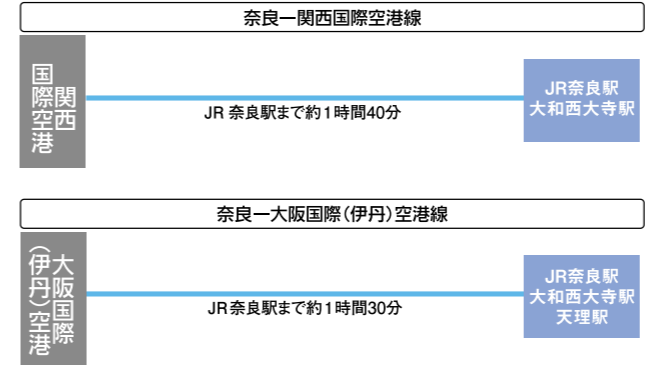 奈良ー関西国際空港線
関西
国際空港
JR 奈良駅まで約1時間40分
JR奈良駅
大和西大寺駅
奈良ー大阪国際（伊丹）空港線
大阪国際
（伊丹）空港
JR奈良駅まで約1時間30分
JR奈良駅
大和西大寺駅
天理駅